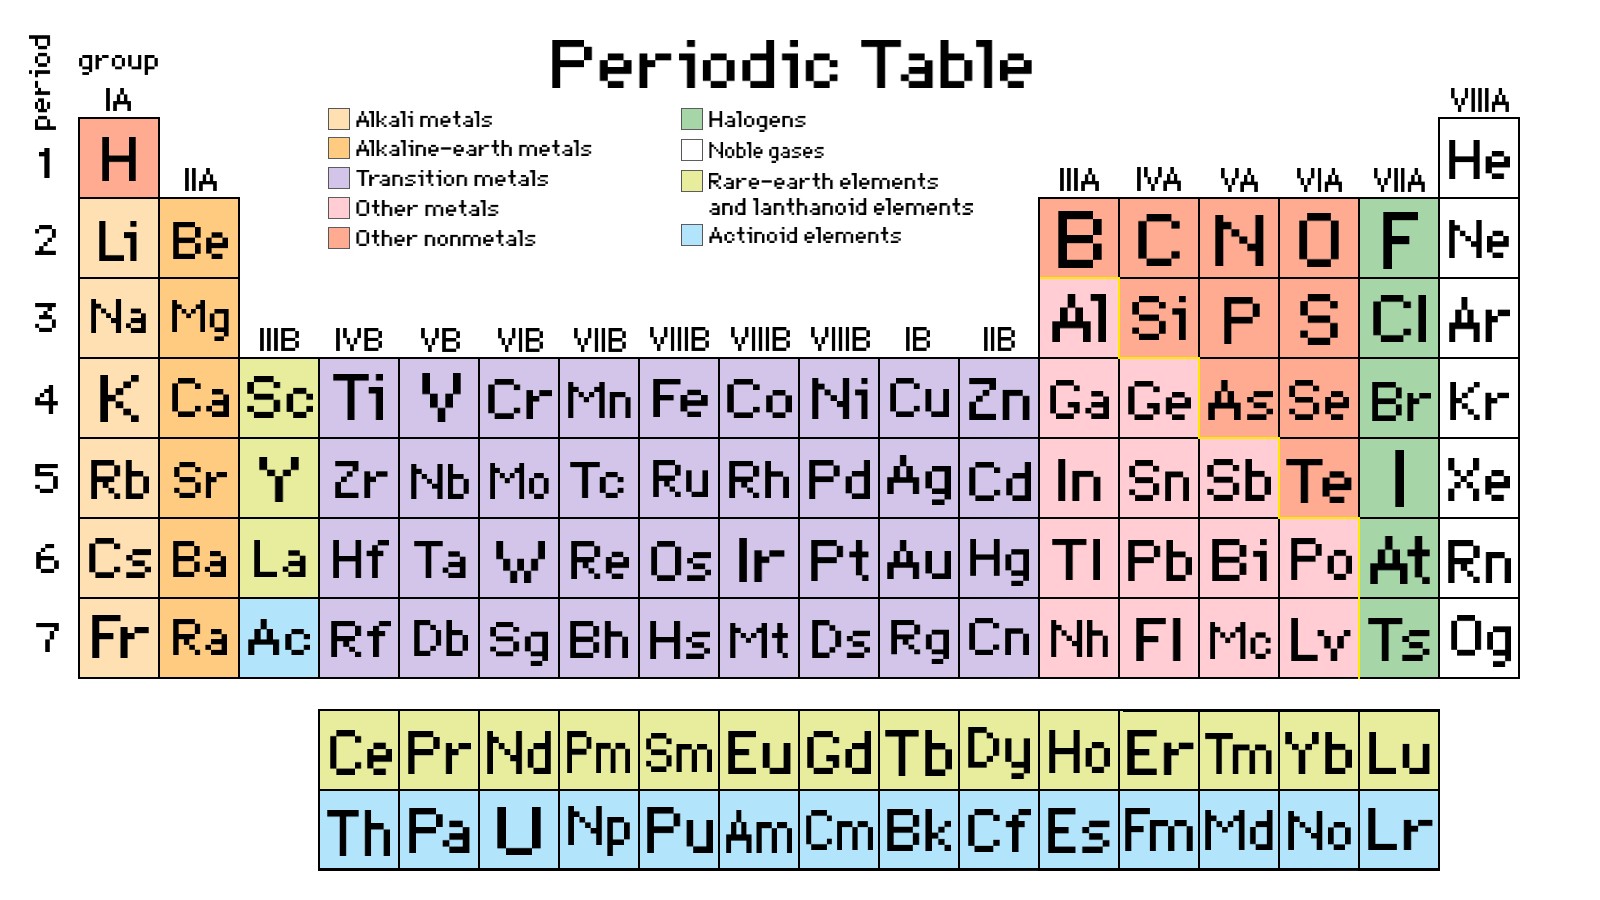 Periodic Table
period
group
IA
VIIIA
Alkali metals
Alkaline-earth metals
Transition metals
Other metals
Other nonmetals
Halogens
Noble gases
Rare-earth elements
and lanthanoid elements
Actinoid elements
1 H He
IIA IIIA IVA VA VIA VIIA
2 Li Be B C N O F Ne
3 Na Mg Al Si P S Cl Ar
IIIB IVB VB VIB VIIB VIIIB VIIIB VIIIB IB IIB
4 K Ca Sc Ti V Cr Mn Fe Co Ni Cu Zn Ga Ge As Se Br Kr
5 Rb Sr Y Zr Nb Mo Tc Ru Rh Pd Ag Cd In Sn Sb Te I Xe
6 Cs Ba La Hf Ta W Re Os Ir Pt Au Hg Tl Pb Bi Po At Rn
7 Fr Ra Ac Rf Db Sg Bh Hs Mt Ds Rg Cn Nh Fl Mc Lv Ts Og
Ce Pr Nd Pm Sm Eu Gd Tb Dy Ho Er Tm Yb Lu
Th Pa U Np Pu Am Cm Bk Cf Es Fm Md No Lr